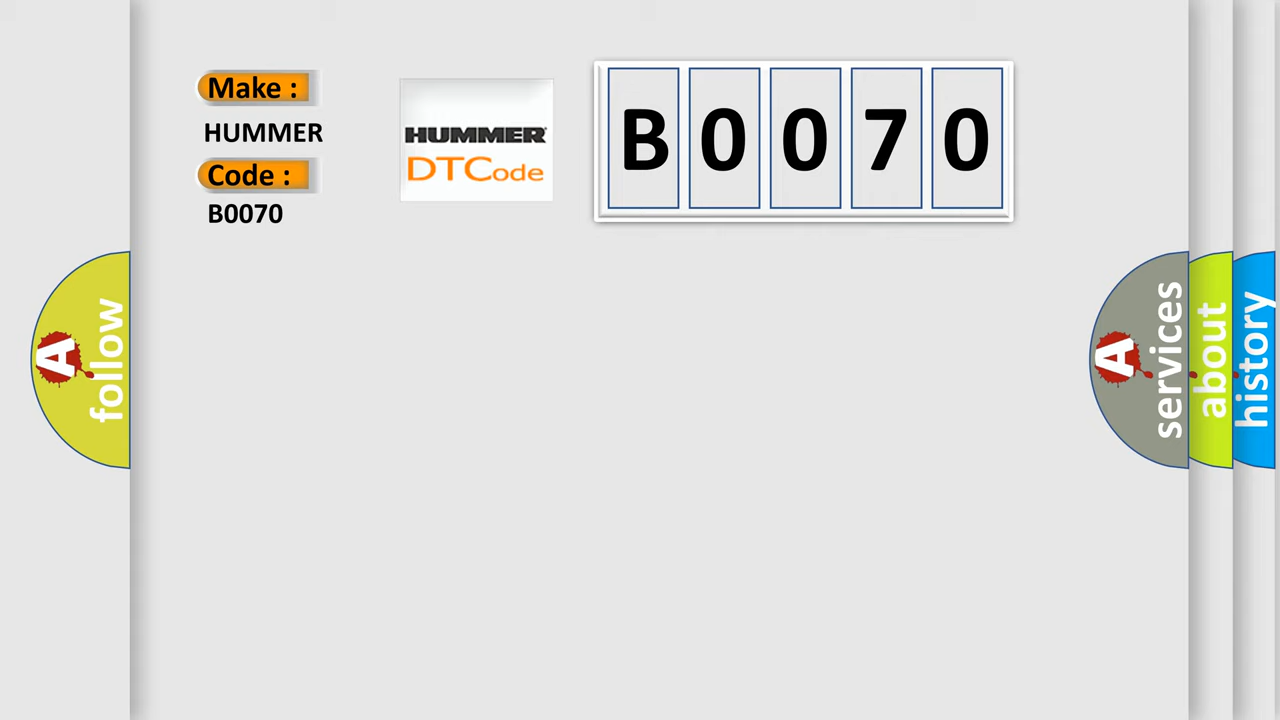 Make :
HUMMER
Code :
B0070
HUMMER
DTCode
B0070
A
follow
A
services
about
history